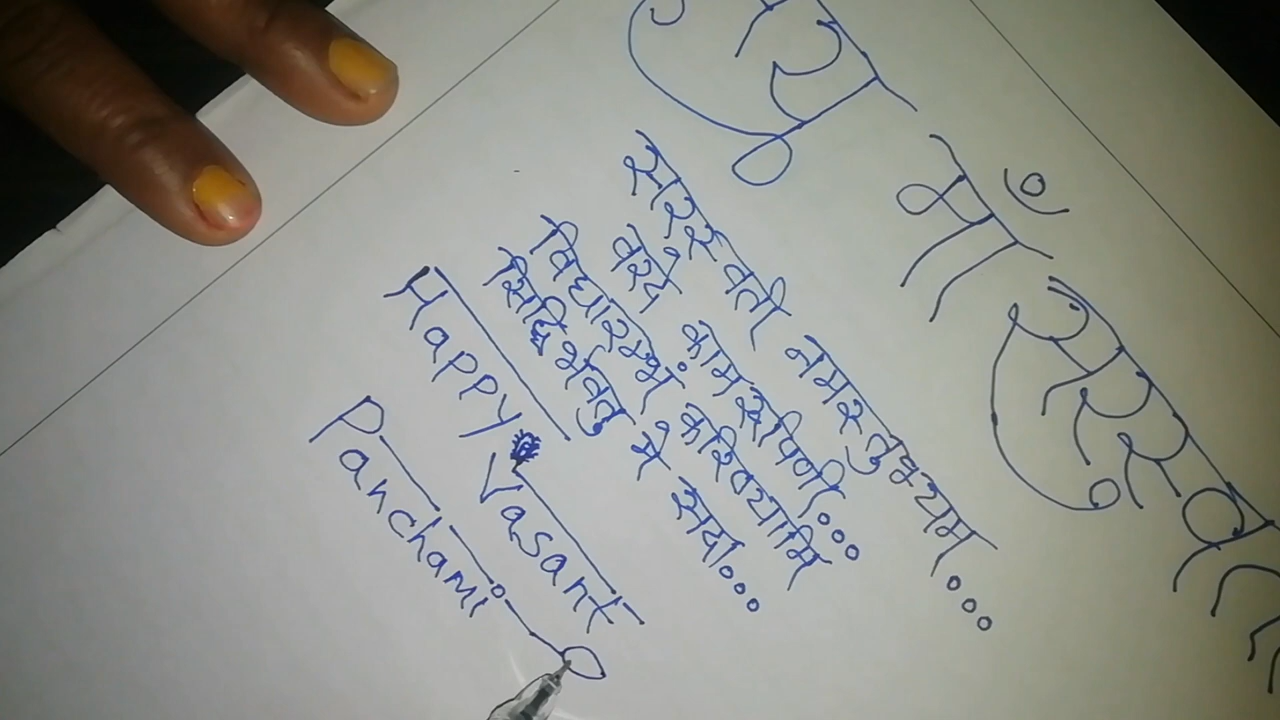 माँ सरस्वती
सरस्वती नमस्तुभ्यम...
वरदे कामरूपिणी...
विद्यारम्भं करिष्यामि
सिद्धि र्भवतु मे सदा...
Happy Vasant
Panchami